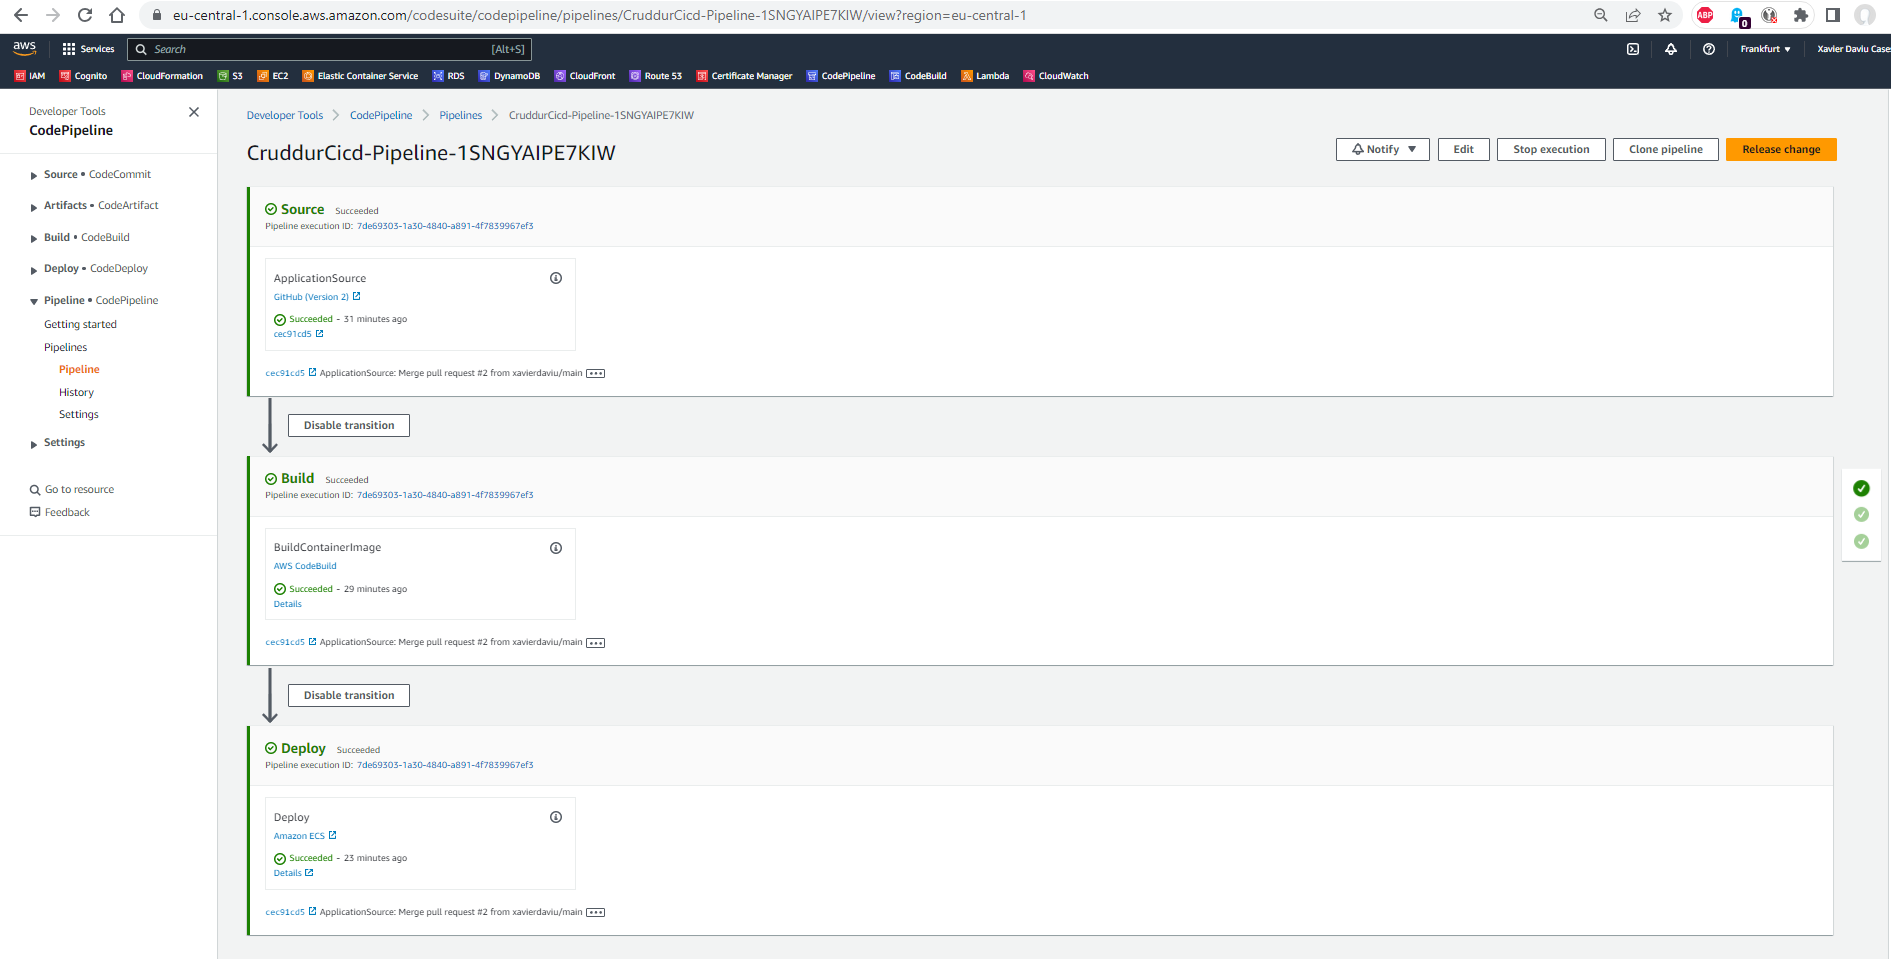 eu-central-1.console.aws.amazon.com/codesuite/codepipeline/pipelines/CruddurCicd-Pipeline-1SNGYAIPE7KIW/view?region=eu-central-1
ABP
0
aws
Services
Search
[Alt+S]
Frankfurt
Xavier Daviu Case
IAM
Cognito
CloudFormation
S3
EC2
Elastic Container Service
RDS
DynamoDB
CloudFront
Route 53
Certificate Manager
CodePipeline
CodeBuild
Lambda
CloudWatch
Developer Tools
CodePipeline
Source • CodeCommit
Artifacts • CodeArtifact
Build • CodeBuild
Deploy • CodeDeploy
Pipeline • CodePipeline
Getting started
Pipelines
Pipeline
History
Settings
Settings
Go to resource
Feedback
Developer Tools
CodePipeline
Pipelines
CruddurCicd-Pipeline-1SNGYAIPE7KIW
CruddurCicd-Pipeline-1SNGYAIPE7KIW
Notify
Edit
Stop execution
Clone pipeline
Release change
Source Succeeded
Pipeline execution ID: 7de69303-1a30-4840-a891-4f7839967ef3
ApplicationSource
GitHub (Version 2)
Succeeded - 31 minutes ago
cec91cd5
cec91cd5 ApplicationSource: Merge pull request #2 from xavierdaviu/main
Disable transition
Build Succeeded
Pipeline execution ID: 7de69303-1a30-4840-a891-4f7839967ef3
BuildContainerImage
AWS CodeBuild
Succeeded - 29 minutes ago
Details
cec91cd5 ApplicationSource: Merge pull request #2 from xavierdaviu/main
Disable transition
Deploy Succeeded
Pipeline execution ID: 7de69303-1a30-4840-a891-4f7839967ef3
Deploy
Amazon ECS
Succeeded - 23 minutes ago
Details
cec91cd5 ApplicationSource: Merge pull request #2 from xavierdaviu/main